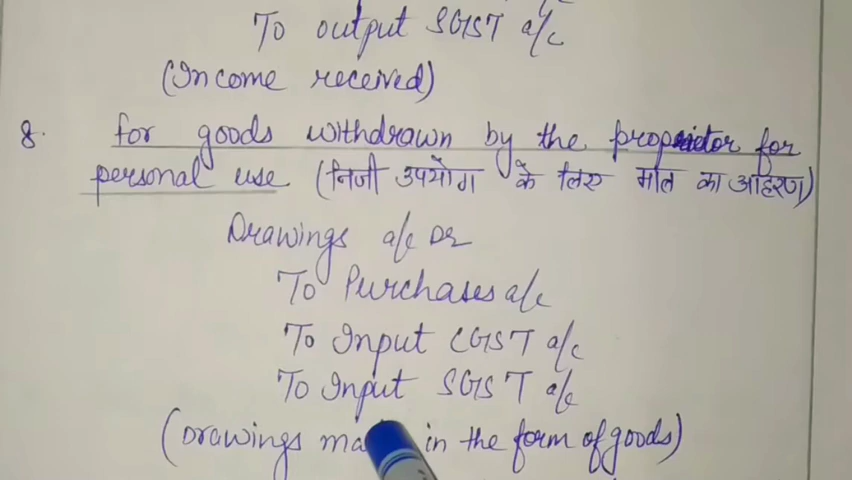 To output SGST a/c
(Income received)
8. for goods withdrawn by the proprietor for
personal use (निजी उपयोग के लिए माल का आहरण)
Drawings a/c Dr
To Purchases a/c
To Input CGST a/c
To Input SGST a/c
(Drawings in the form of goods)